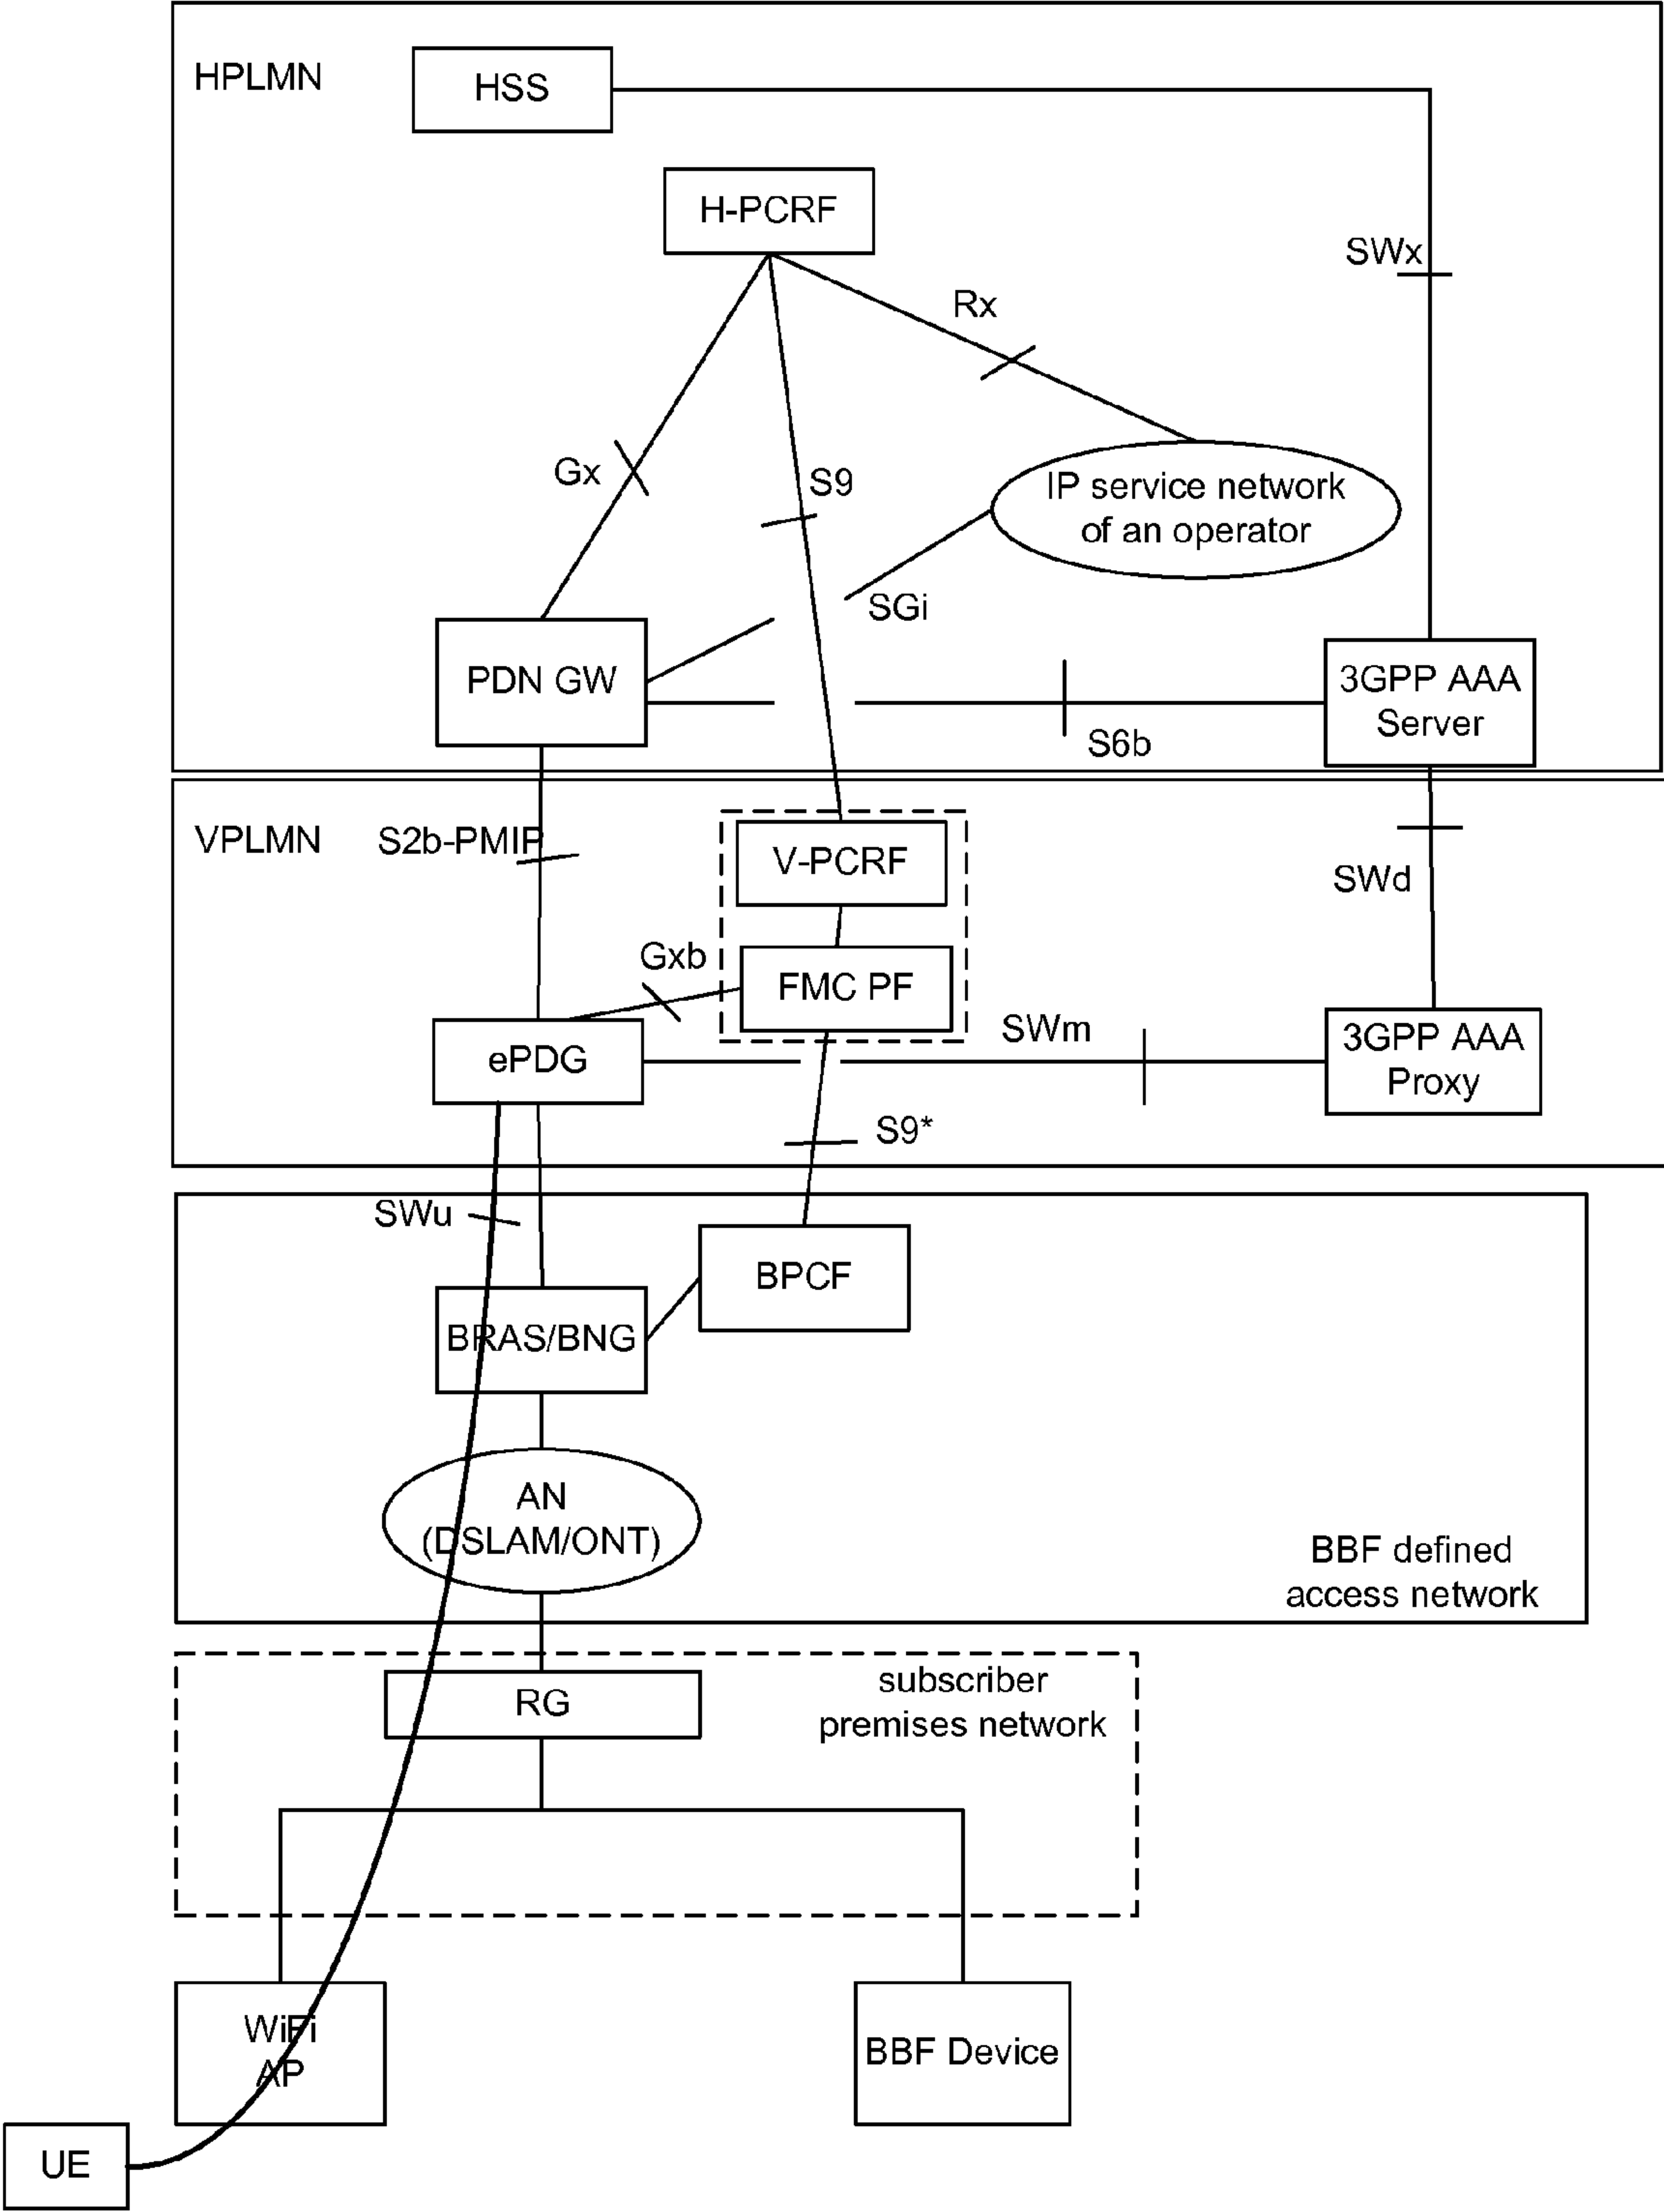 HPLMN
HSS
H-PCRF
SWx
Rx
Gx
S9
IP service network
of an operator
SGi
PDN GW
3GPP AAA
Server
S6b
VPLMN
S2b-PMIP
V-PCRF
SWd
Gxb
FMC PF
SWm
3GPP AAA
Proxy
ePDG
S9*
SWu
BPCF
BRAS/BNG
AN
(DSLAM/ONT)
BBF defined
access network
subscriber
premises network
RG
WiFi
AP
BBF Device
UE